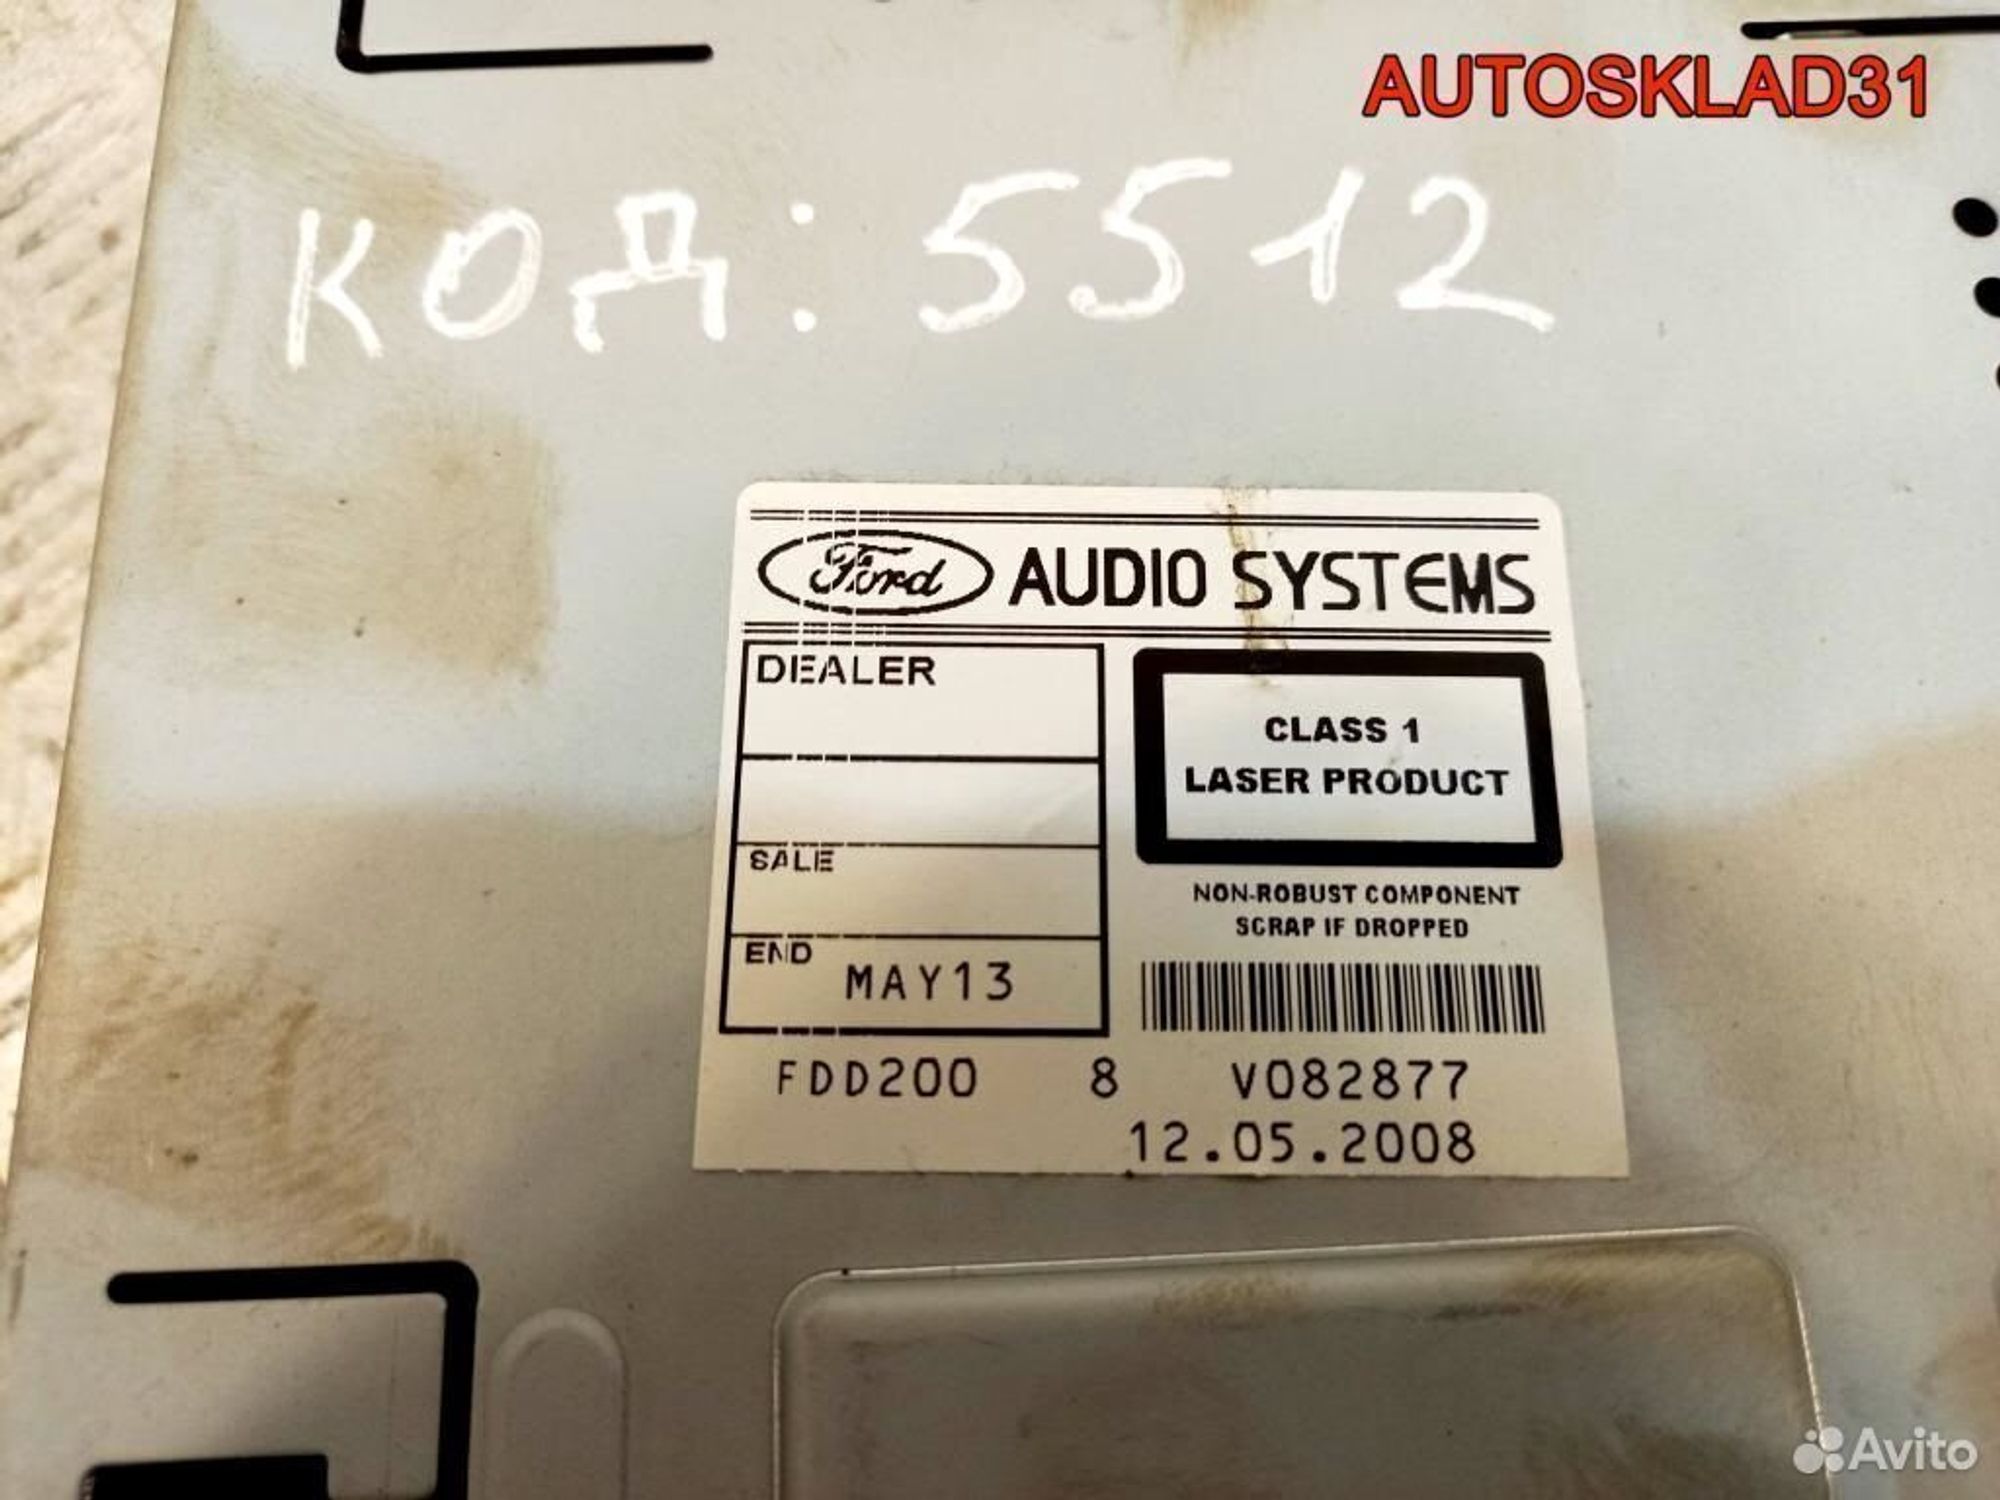 AUTOSKLAD31
КОД: 5512
Ford AUDIO SYSTEMS
DEALER
CLASS 1
LASER PRODUCT
SALE
NON-ROBUST COMPONENT
SCRAP IF DROPPED
END MAY13
FDD200 8 V082877
12.05.2008
Avito